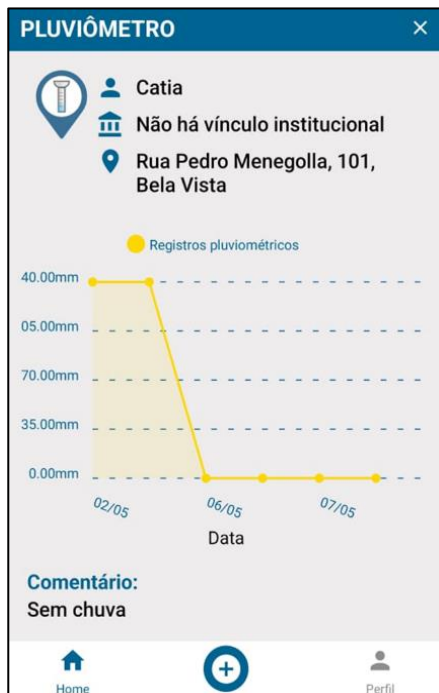 PLUVIÔMETRO ×
Catia
Não há vínculo institucional
Rua Pedro Menegolla, 101,
Bela Vista
Registros pluviométricos
40.00mm
05.00mm
70.00mm
35.00mm
0.00mm
02/05 06/05 07/05
Data
Comentário:
Sem chuva
Home Perfil